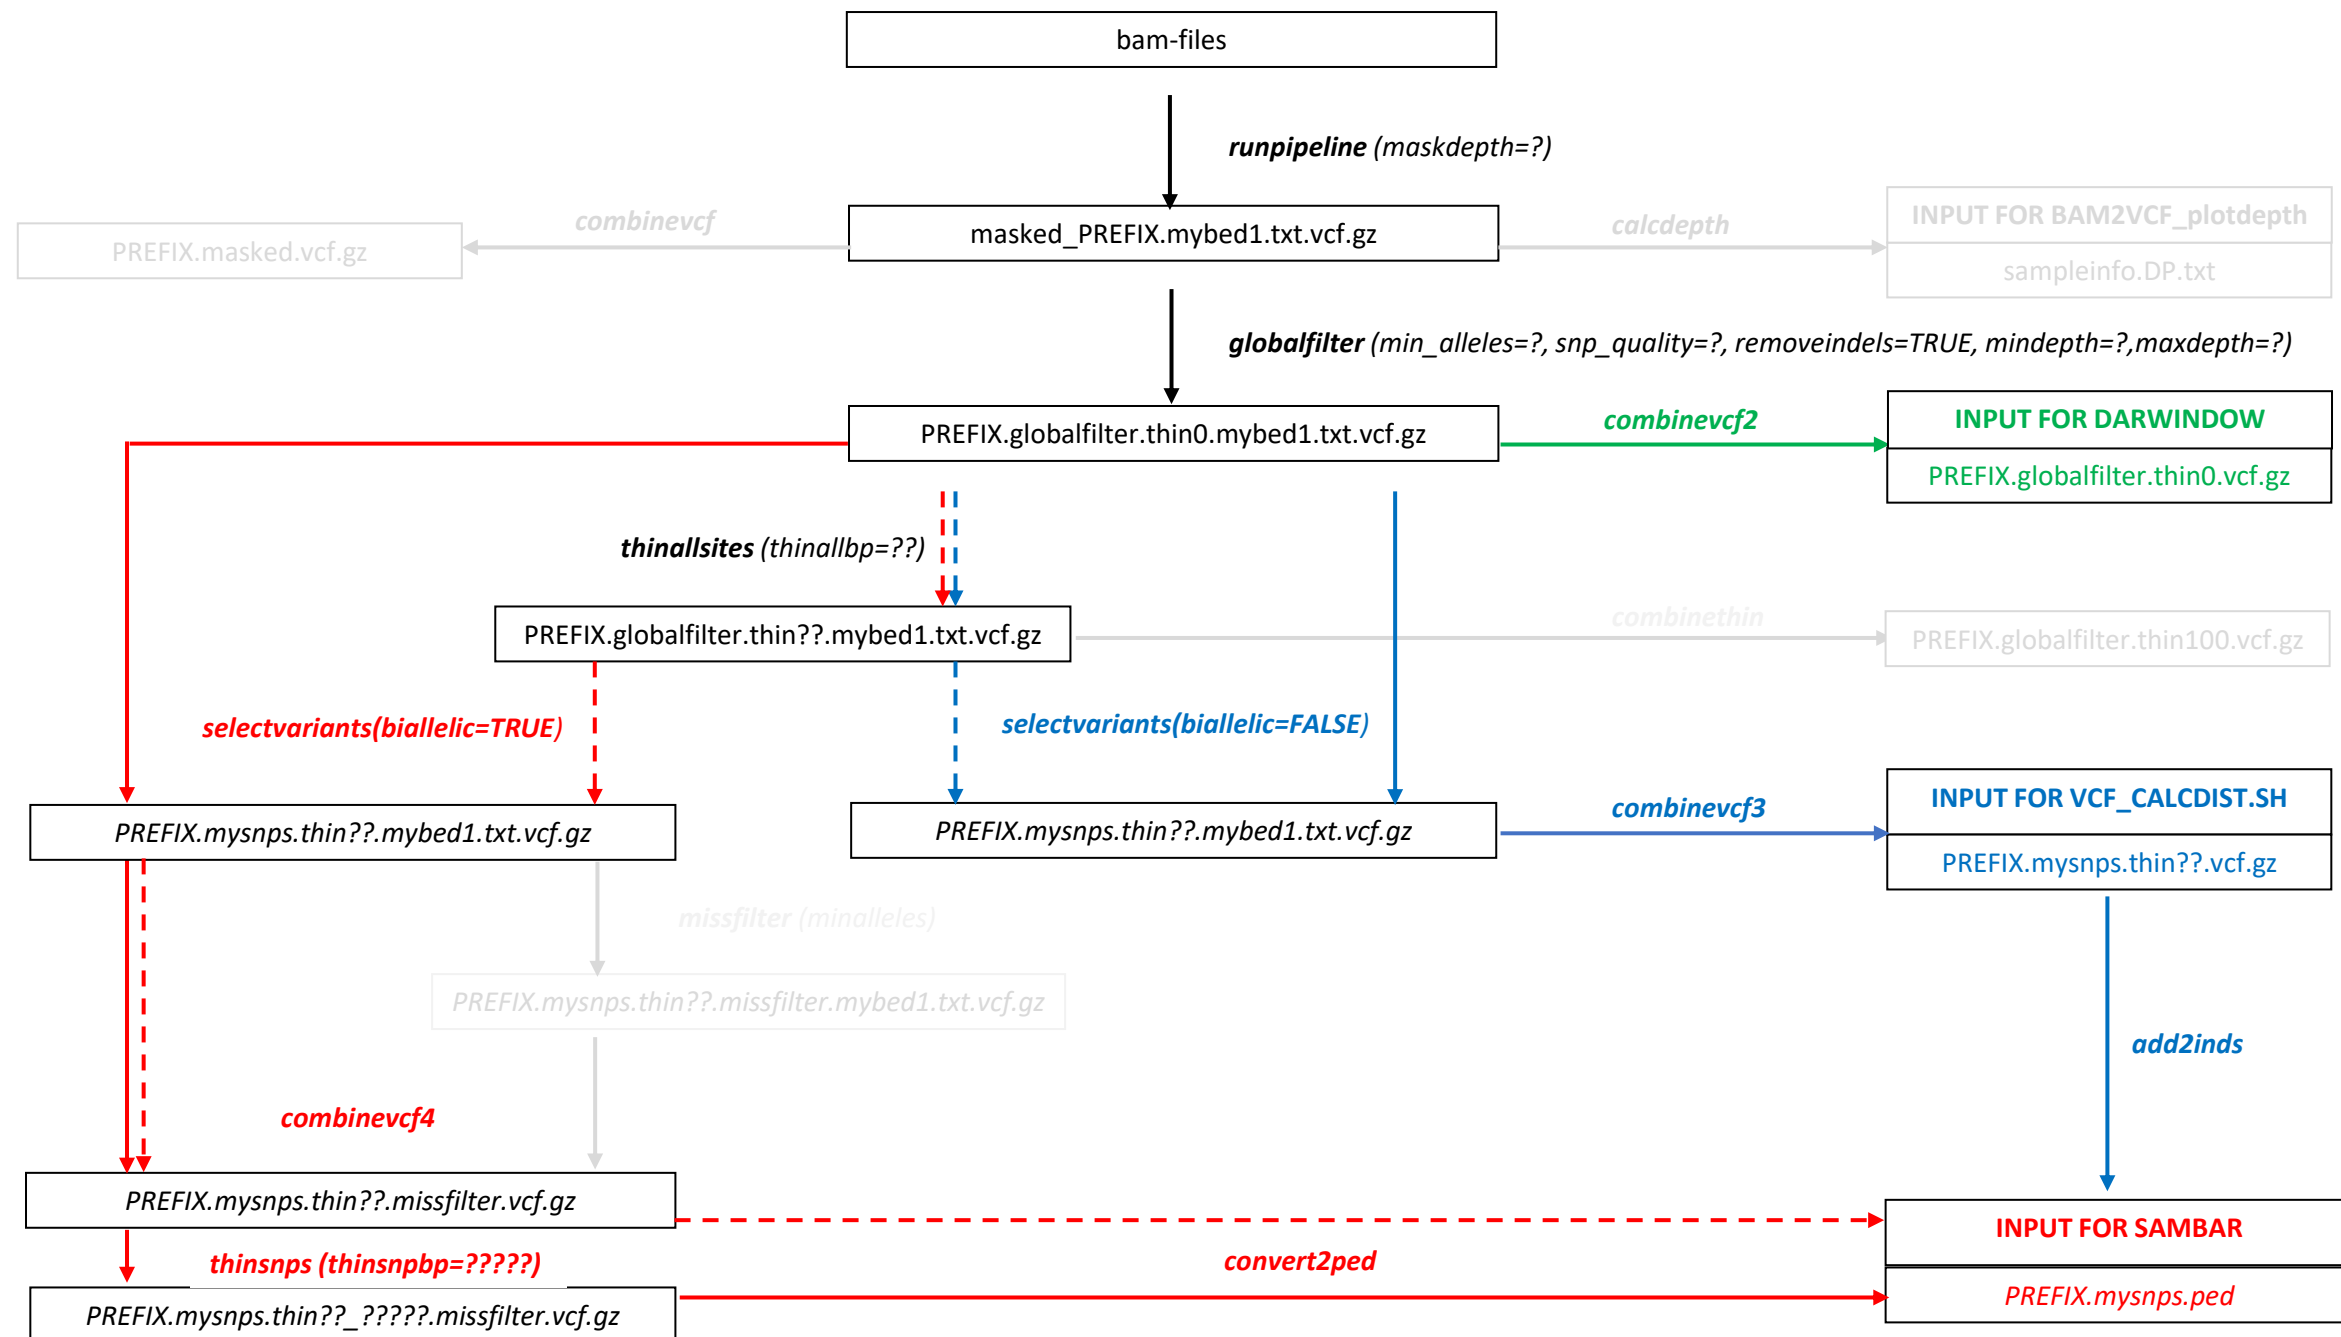 bam-files
runpipeline (maskdepth=?)
combinevcf
masked_PREFIX.mybed1.txt.vcf.gz
calcdepth
INPUT FOR BAM2VCF_plotdepth
PREFIX.masked.vcf.gz
sampleinfo.DP.txt
globalfilter (min_alleles=?, snp_quality=?, removeindels=TRUE, mindepth=?,maxdepth=?)
PREFIX.globalfilter.thin0.mybed1.txt.vcf.gz
combinevcf2
INPUT FOR DARWINDOW
PREFIX.globalfilter.thin0.vcf.gz
thinallsites (thinallbp=??)
PREFIX.globalfilter.thin??.mybed1.txt.vcf.gz
combinethin
PREFIX.globalfilter.thin100.vcf.gz
selectvariants(biallelic=TRUE)
selectvariants(biallelic=FALSE)
PREFIX.mysnps.thin??.mybed1.txt.vcf.gz
PREFIX.mysnps.thin??.mybed1.txt.vcf.gz
combinevcf3
INPUT FOR VCF_CALCDIST.SH
PREFIX.mysnps.thin??.vcf.gz
missfilter (minalleles)
PREFIX.mysnps.thin??.missfilter.mybed1.txt.vcf.gz
add2inds
combinevcf4
PREFIX.mysnps.thin??.missfilter.vcf.gz
INPUT FOR SAMBAR
thinsnps (thinsnpbp=?????)
convert2ped
PREFIX.mysnps.thin??_?????.missfilter.vcf.gz
PREFIX.mysnps.ped